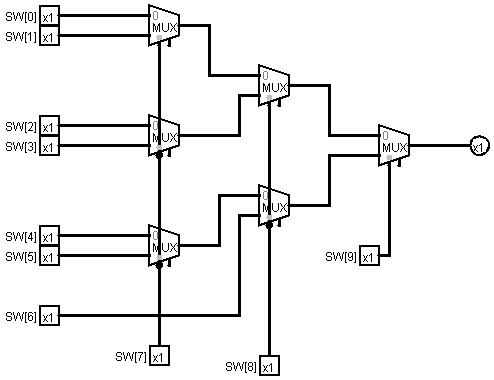 SW[0] x1 0
SW[1] x1 MUX
0
SW[2] x1 0 MUX
SW[3] x1 MUX 0 MUX x1
SW[4] x1 0 MUX
SW[5] x1 MUX SW[9] x1
SW[6] x1
SW[7] x1 SW[8] x1